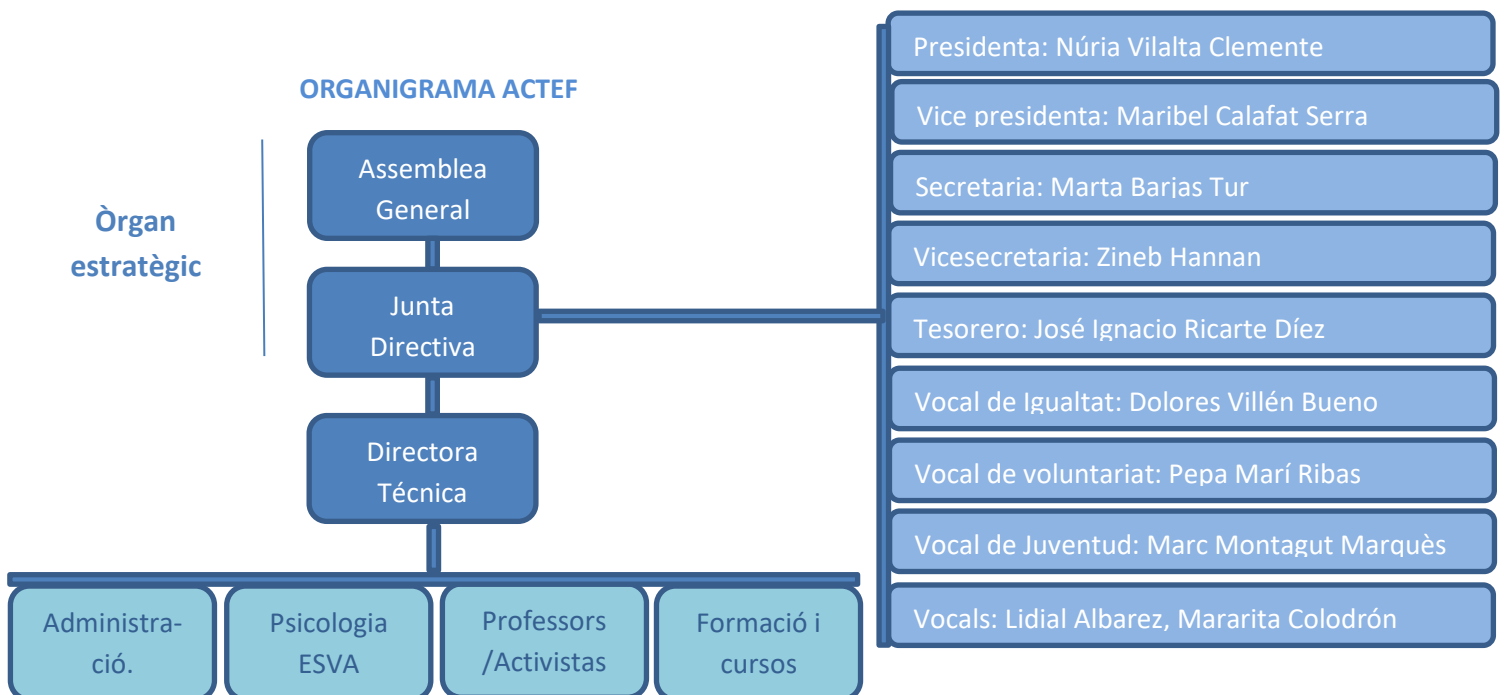 ORGANIGRAMA ACTEF
Òrgan
estratègic
Assemblea
General
Junta
Directiva
Directora
Técnica
Administra-
ció.
Psicologia
ESVA
Professors
/Activistas
Formació i
cursos
Presidenta: Núria Vilalta Clemente
Vice presidenta: Maribel Calafat Serra
Secretaria: Marta Barjas Tur
Vicesecretaria: Zineb Hannan
Tesorero: José Ignacio Ricarte Díez
Vocal de Igualtat: Dolores Villén Bueno
Vocal de voluntariat: Pepa Marí Ribas
Vocal de Juventud: Marc Montagut Marquès
Vocals: Lidial Albarez, Mararita Colodrón